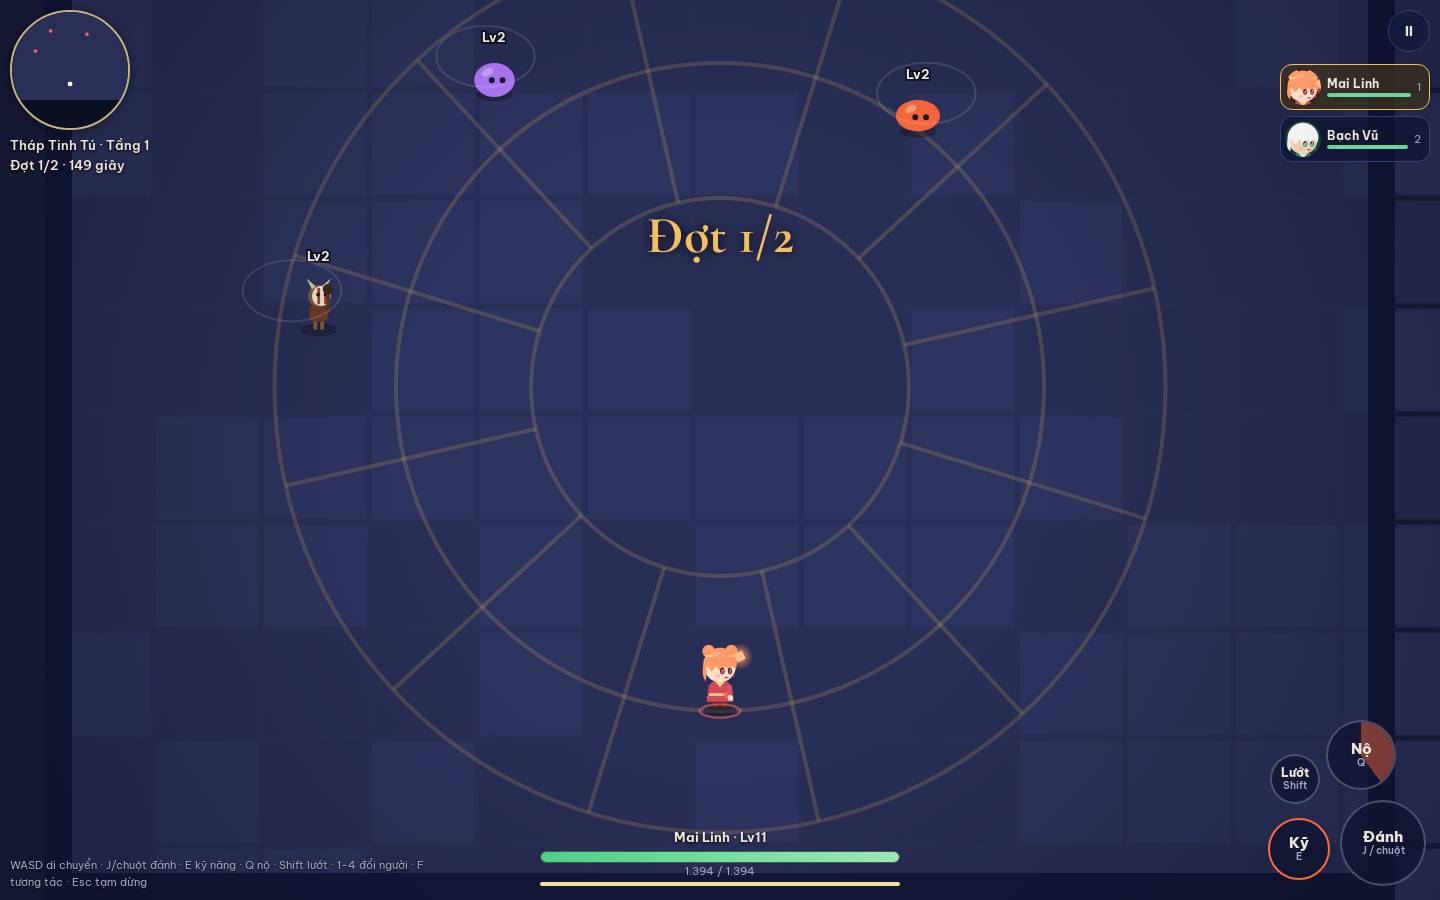 Lv2
Lv2
Lv2
Mai Linh
1
Bạch Vũ
2
Tháp Tinh Tú · Tầng 1
Đợt 1/2 · 149 giây
Đợt 1/2
Nộ
Q
Lướt
Shift
Kỹ
E
Đánh
J / chuột
Mai Linh · Lv11
1.394 / 1.394
WASD di chuyển · J/chuột đánh · E kỹ năng · Q nộ · Shift lướt · 1–4 đổi người · F
tương tác · Esc tạm dừng